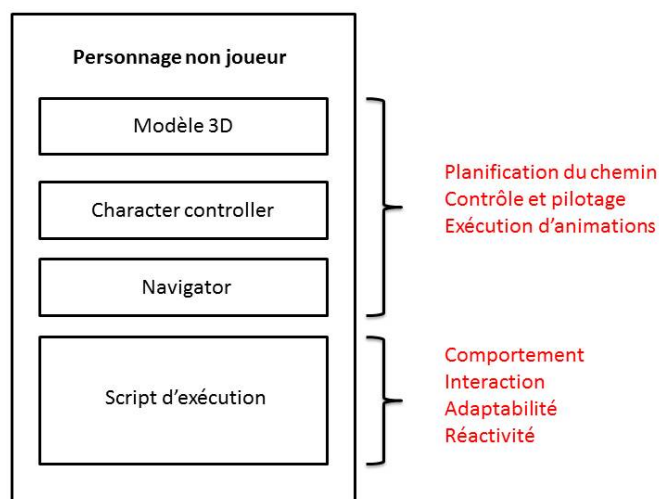 Personnage non joueur
Modèle 3D
Character controller
Navigator
Planification du chemin
Contrôle et pilotage
Exécution d'animations
Script d'exécution
Comportement
Interaction
Adaptabilité
Réactivité